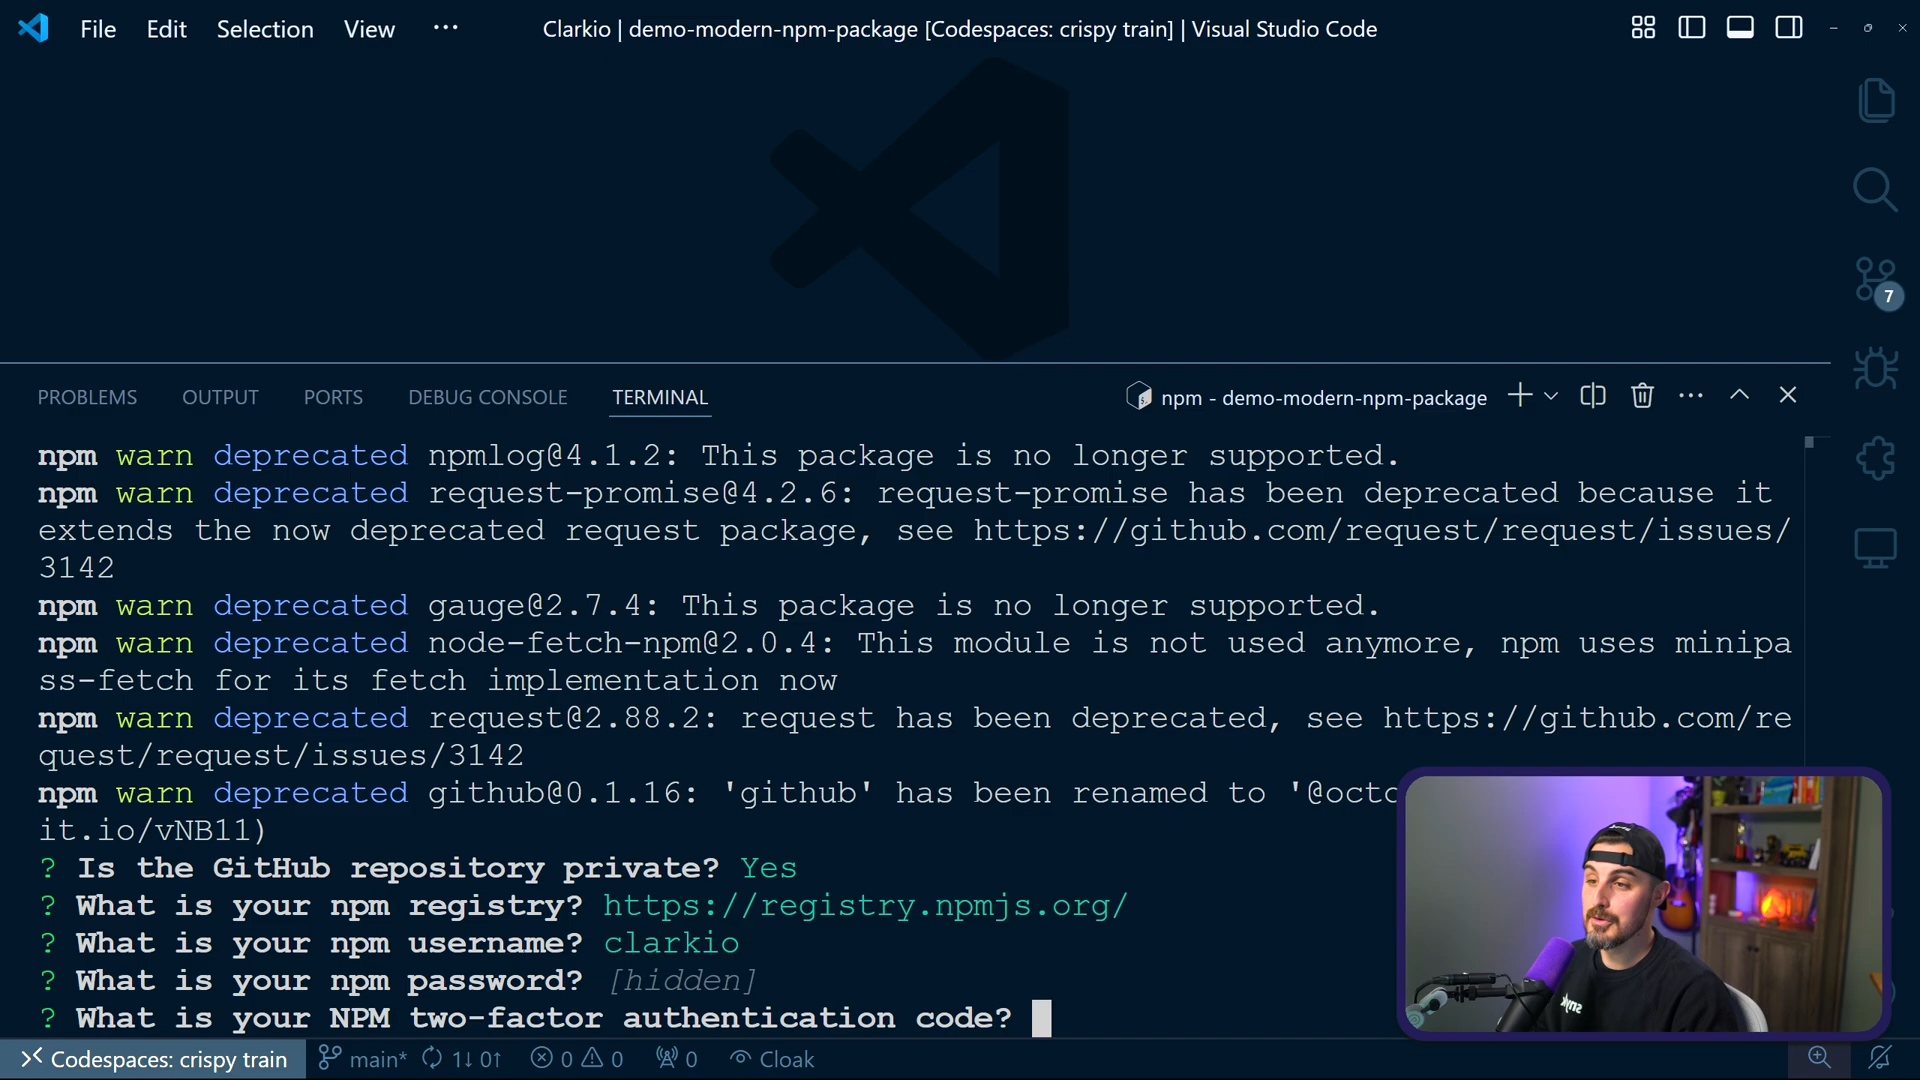 File Edit Selection View ··· Clarkio | demo-modern-npm-package [Codespaces: crispy train] | Visual Studio Code
7
PROBLEMS OUTPUT PORTS DEBUG CONSOLE TERMINAL npm - demo-modern-npm-package
npm warn deprecated npmlog@4.1.2: This package is no longer supported.
npm warn deprecated request-promise@4.2.6: request-promise has been deprecated because it
extends the now deprecated request package, see https://github.com/request/request/issues/
3142
npm warn deprecated gauge@2.7.4: This package is no longer supported.
npm warn deprecated node-fetch-npm@2.0.4: This module is not used anymore, npm uses minipa
ss-fetch for its fetch implementation now
npm warn deprecated request@2.88.2: request has been deprecated, see https://github.com/re
quest/request/issues/3142
npm warn deprecated github@0.1.16: 'github' has been renamed to '@octo
it.io/vNB11)
? Is the GitHub repository private? Yes
? What is your npm registry? https://registry.npmjs.org/
? What is your npm username? clarkio
? What is your npm password? [hidden]
? What is your NPM two-factor authentication code?
snyk
Codespaces: crispy train main* 1↓ 0↑ 0 0 0 Cloak